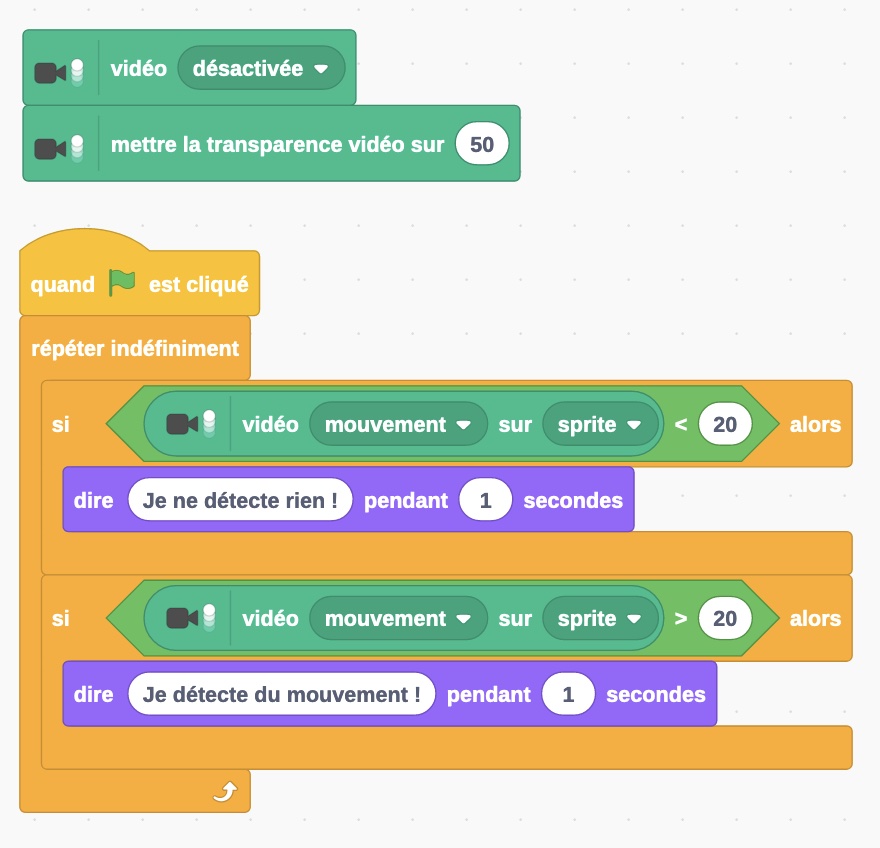 vidéo désactivée
mettre la transparence vidéo sur 50
quand est cliqué
répéter indéfiniment
si vidéo mouvement sur sprite < 20 alors
dire Je ne détecte rien ! pendant 1 secondes
si vidéo mouvement sur sprite > 20 alors
dire Je détecte du mouvement ! pendant 1 secondes